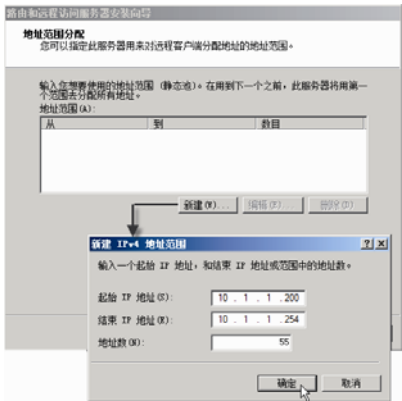 路由和远程访问服务器安装向导
地址范围分配
您可以指定此服务器用来对远程客户端分配地址的地址范围。
输入您想要使用的地址范围（静态池）。在用到下一个之前，此服务器将用第一
个范围去分配所有地址。
地址范围(A):
从 到 数目
新建(W)... 编辑(E)... 删除(D)
新建 IPv4 地址范围
输入一个起始 IP 地址，和结束 IP 地址或范围中的地址数。
起始 IP 地址(S): 10 . 1 . 1 .200
结束 IP 地址(E): 10 . 1 . 1 .254
地址数(N): 55
确定 取消